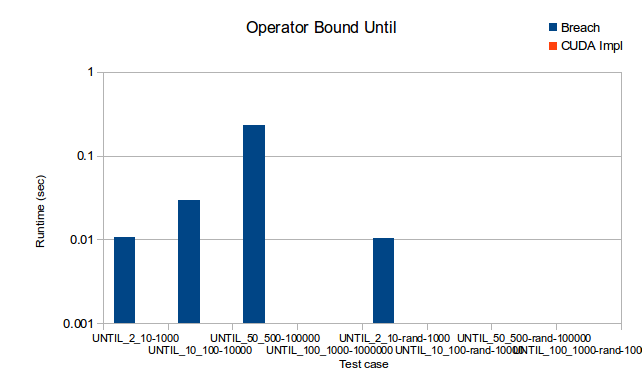 Operator Bound Until
Breach
CUDA Impl
1
0.1
0.01
0.001
Runtime (sec)
UNTIL_2_10-1000
UNTIL_10_100-10000
UNTIL_50_500-100000
UNTIL_100_1000-1000000
UNTIL_2_10-rand-1000
UNTIL_10_100-rand-10000
UNTIL_50_500-rand-100000
UNTIL_100_1000-rand-100
Test case